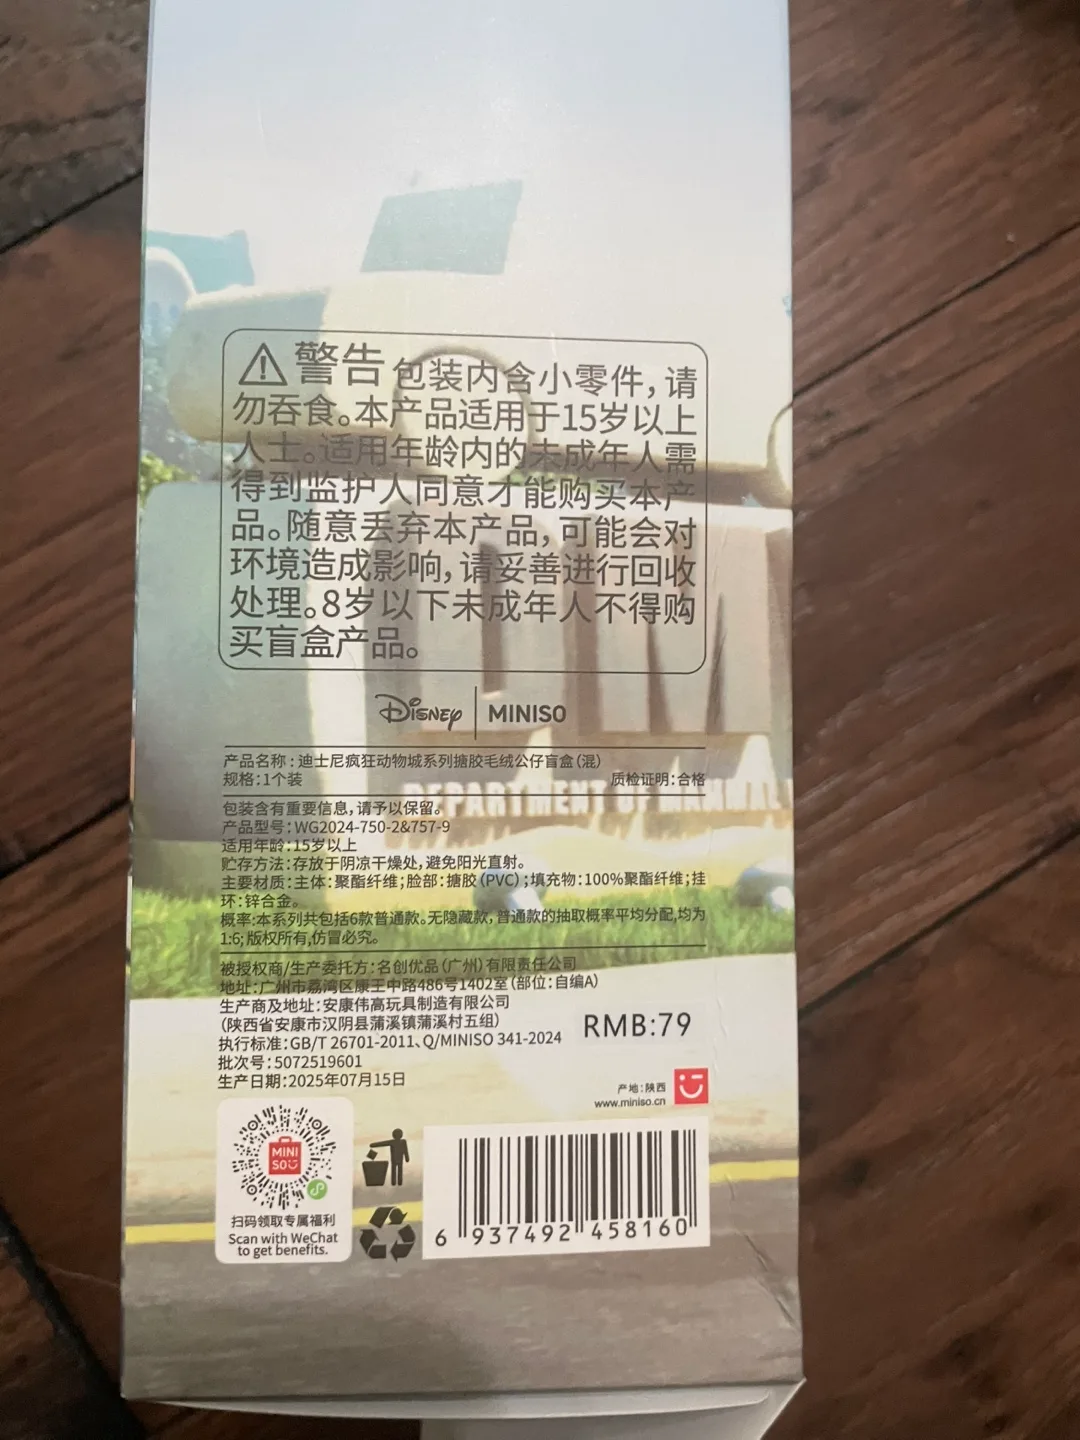 警告 包装内含小零件，请
勿吞食。本产品适用于15岁以上
人士。适用年龄内的未成年人需
得到监护人同意才能购买本产
品。随意丢弃本产品，可能会对
环境造成影响，请妥善进行回收
处理。8岁以下未成年人不得购
买盲盒产品。
Disney | MINISO
产品名称：迪士尼疯狂动物城系列搪胶毛绒公仔盲盒（混）
规格：1个装 质检证明：合格
DEPARTMENT OF MAMMAL
包装含有重要信息，请予以保留。
产品型号：WG2024-750-2&757-9
适用年龄：15岁以上
贮存方法：存放于阴凉干燥处，避免阳光直射。
主要材质：主体：聚酯纤维；脸部：搪胶（PVC）；填充物：100%聚酯纤维；挂
环：锌合金。
概率：本系列共包括6款普通款。无隐藏款，普通款的抽取概率平均分配，均为
1:6；版权所有，仿冒必究。
被授权商/生产委托方：名创优品（广州）有限责任公司
地址：广州市荔湾区康王中路486号1402室（部位：自编A）
生产商及地址：安康伟高玩具制造有限公司
（陕西省安康市汉阴县蒲溪镇蒲溪村五组）
执行标准：GB/T 26701-2011、Q/MINISO 341-2024
批次号：5072519601
生产日期：2025年07月15日
RMB:79
产地：陕西
www.miniso.cn
MINI
SO
扫码领取专属福利
Scan with WeChat
to get benefits.
6 937492 458160